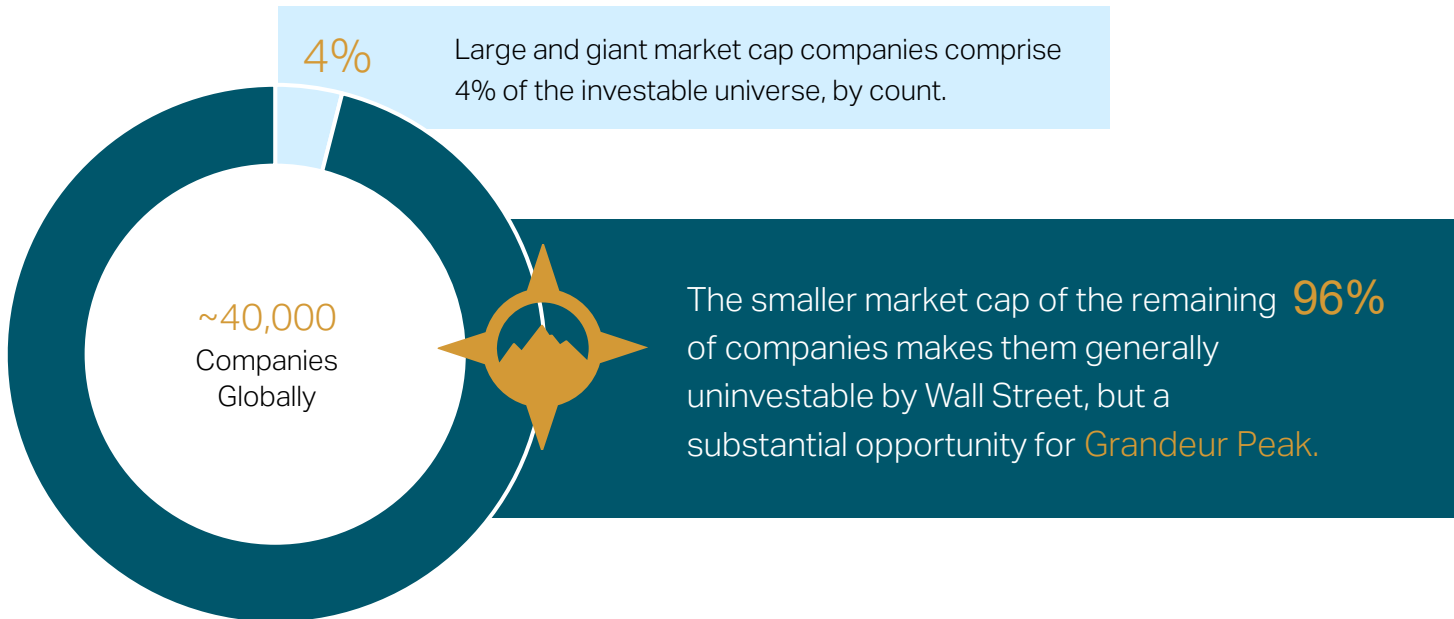 4%
Large and giant market cap companies comprise
4% of the investable universe, by count.
~40,000
Companies
Globally
The smaller market cap of the remaining 96%
of companies makes them generally
uninvestable by Wall Street, but a
substantial opportunity for Grandeur Peak.